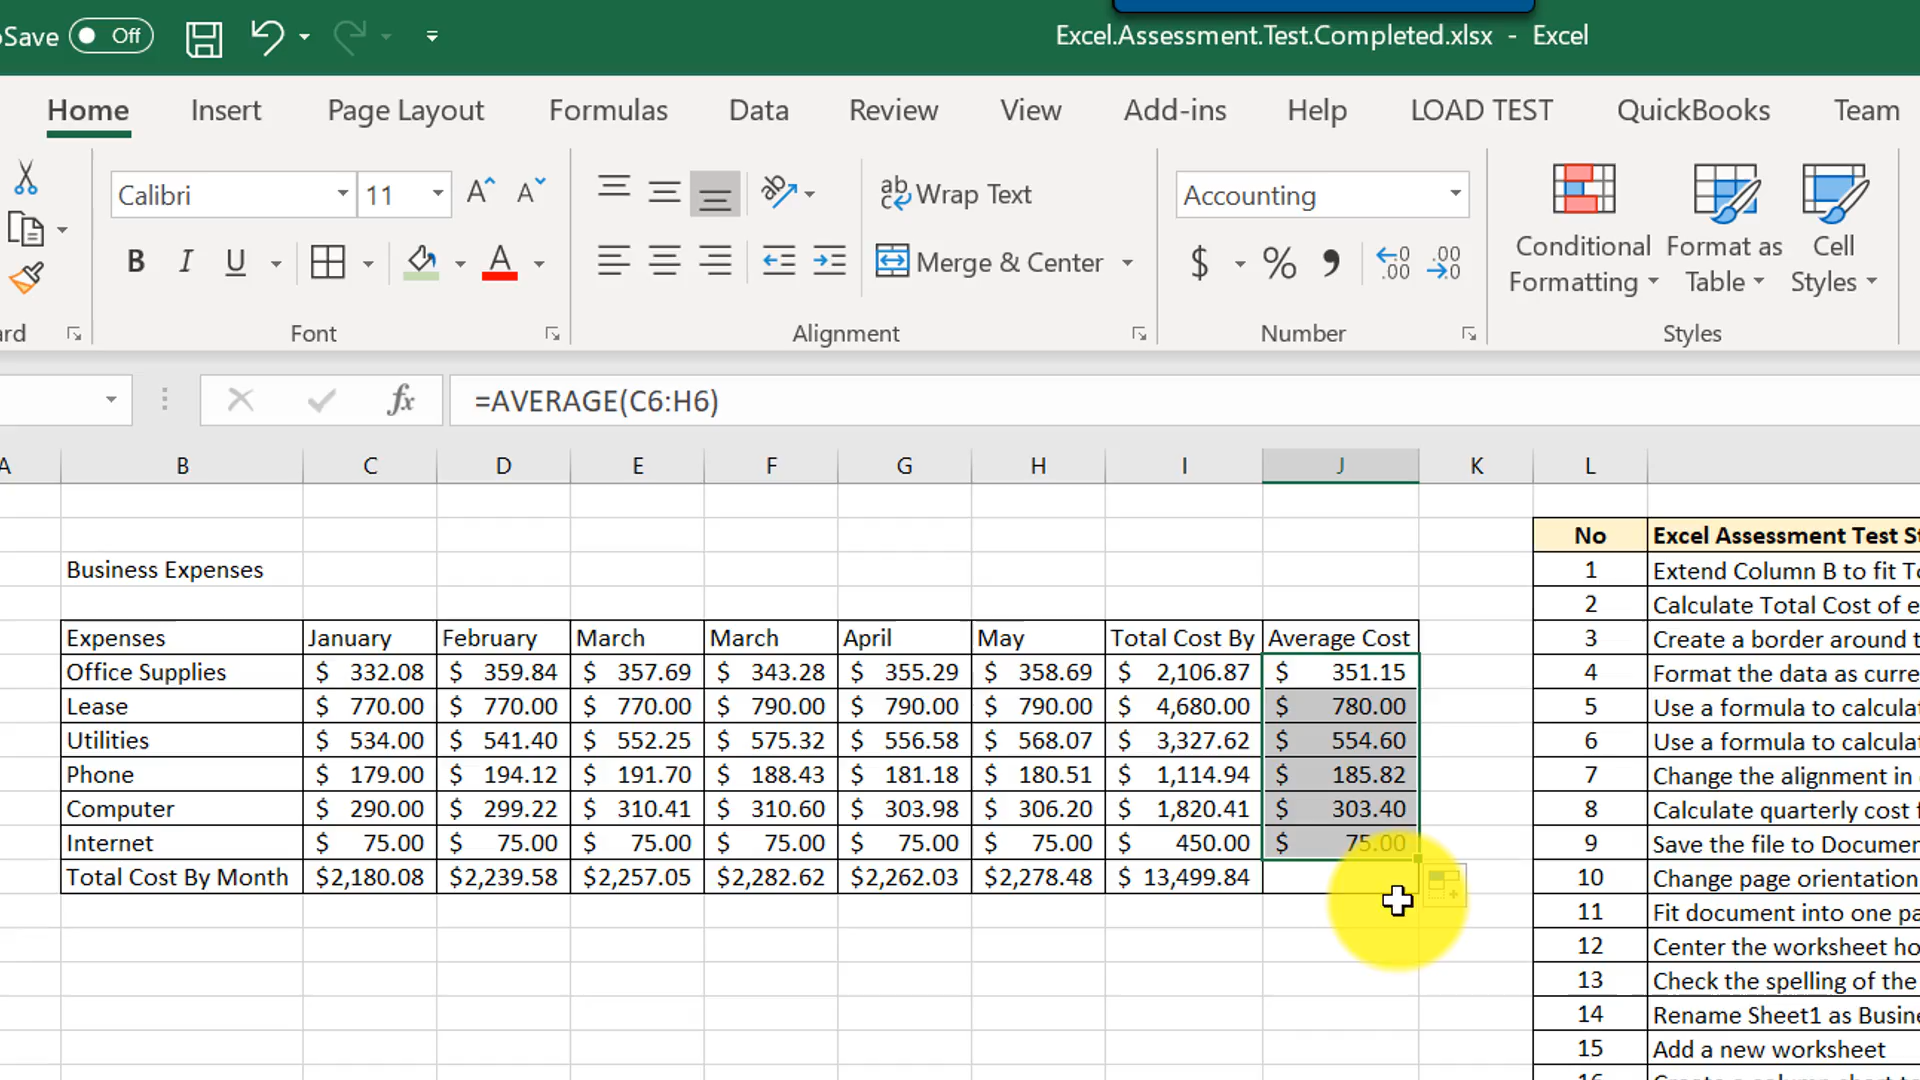 Save Off Excel.Assessment.Test.Completed.xlsx - Excel
Home Insert Page Layout Formulas Data Review View Add-ins Help LOAD TEST QuickBooks Team
Calibri 11 A A ab Wrap Text Accounting
B I U A Merge & Center $ % , .00 .00 Conditional Formatting Format as Table Cell Styles
Font Alignment Number Styles
fx =AVERAGE(C6:H6)
A B C D E F G H I J K L
No Excel Assessment Test
Business Expenses 1 Extend Column B to fit
2 Calculate Total Cost of
Expenses January February March March April May Total Cost By Average Cost 3 Create a border around
Office Supplies $ 332.08 $ 359.84 $ 357.69 $ 343.28 $ 355.29 $ 358.69 $ 2,106.87 $ 351.15 4 Format the data as
Lease $ 770.00 $ 770.00 $ 770.00 $ 790.00 $ 790.00 $ 790.00 $ 4,680.00 $ 780.00 5 Use a formula to
Utilities $ 534.00 $ 541.40 $ 552.25 $ 575.32 $ 556.58 $ 568.07 $ 3,327.62 $ 554.60 6 Use a formula to
Phone $ 179.00 $ 194.12 $ 191.70 $ 188.43 $ 181.18 $ 180.51 $ 1,114.94 $ 185.82 7 Change the alignment in
Computer $ 290.00 $ 299.22 $ 310.41 $ 310.60 $ 303.98 $ 306.20 $ 1,820.41 $ 303.40 8 Calculate quarterly cost
Internet $ 75.00 $ 75.00 $ 75.00 $ 75.00 $ 75.00 $ 75.00 $ 450.00 $ 75.00 9 Save the file to
Total Cost By Month $2,180.08 $2,239.58 $2,257.05 $2,282.62 $2,262.03 $2,278.48 $ 13,499.84 10 Change page orientation
11 Fit document into one
12 Center the worksheet
13 Check the spelling of the
14 Rename Sheet1 as
15 Add a new worksheet